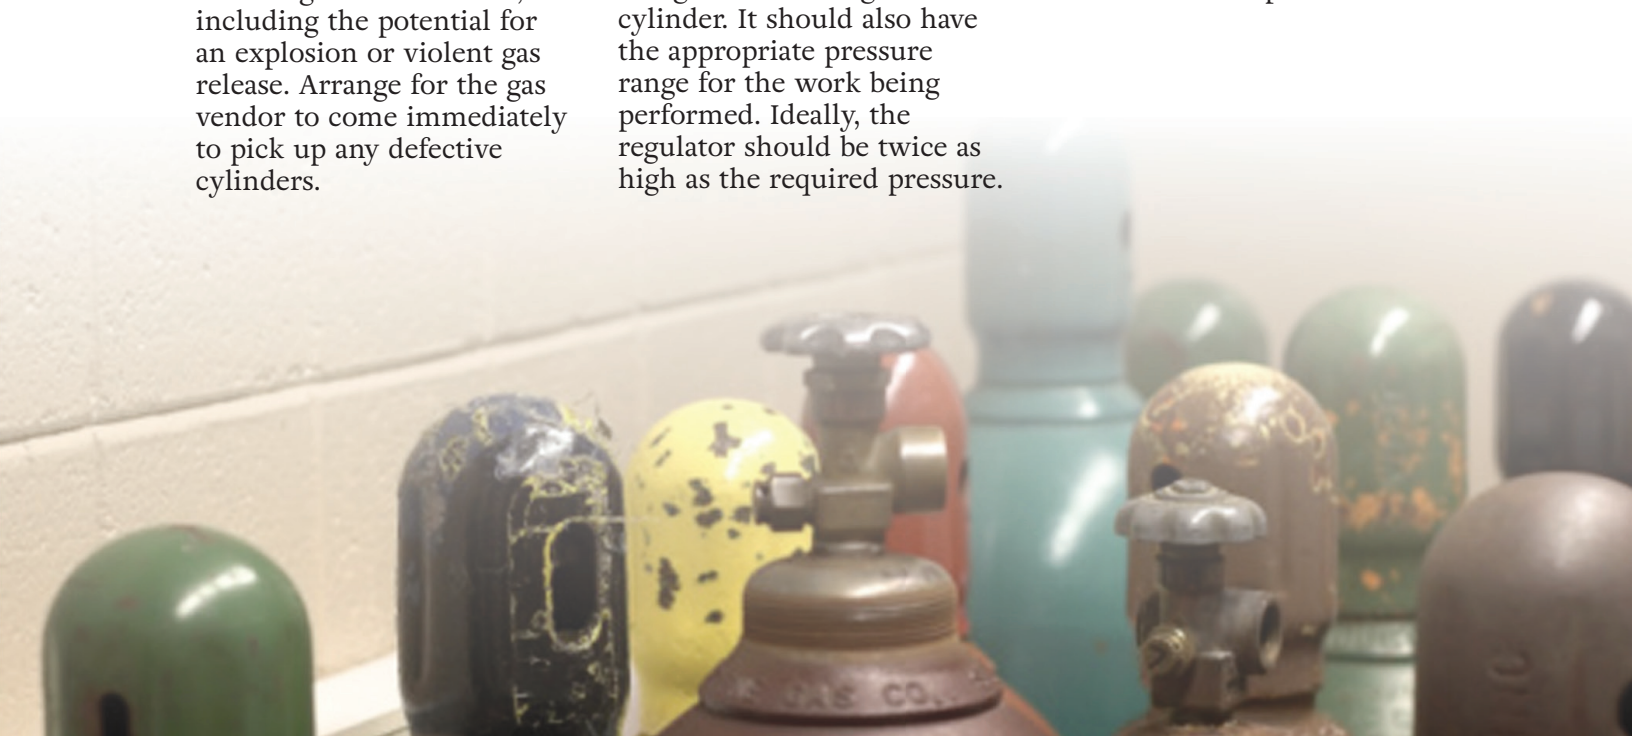 including the potential for
an explosion or violent gas
release. Arrange for the gas
vendor to come immediately
to pick up any defective
cylinders.
cylinder. It should also have
the appropriate pressure
range for the work being
performed. Ideally, the
regulator should be twice as
high as the required pressure.
GAS CO.